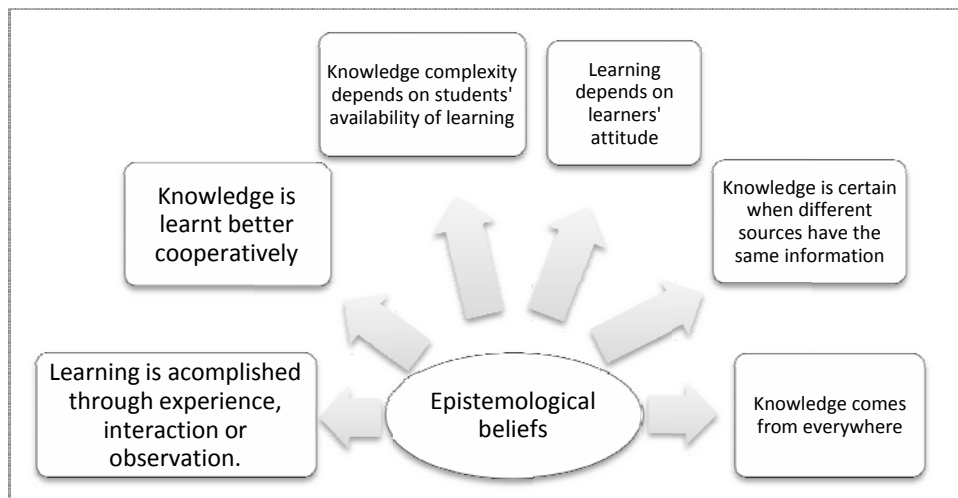 Knowledge complexity
depends on students'
availability of learning
Learning
depends on
learners'
attitude
Knowledge is
learnt better
cooperatively
Knowledge is certain
when different
sources have the
same information
Learning is acomplished
through experience,
interaction or
observation.
Epistemological
beliefs
Knowledge comes
from everywhere